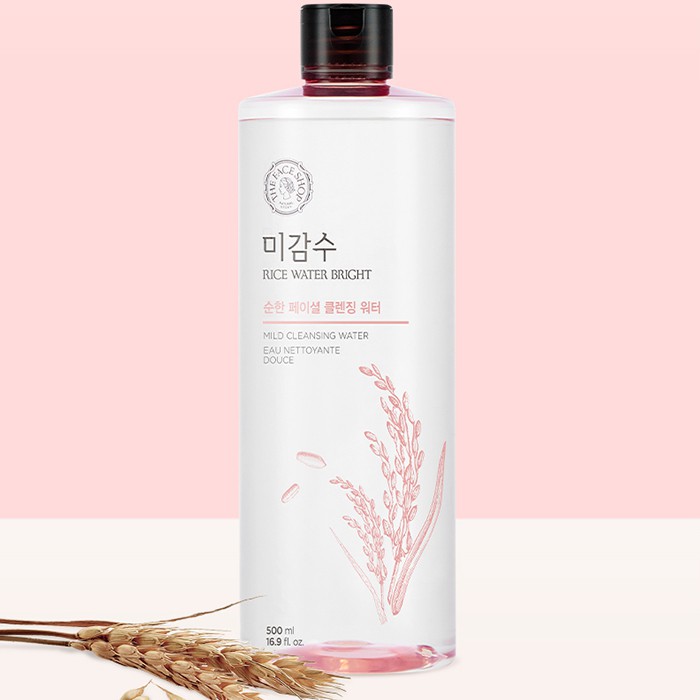 THE FACE SHOP
미감수
RICE WATER BRIGHT
순한 페이셜 클렌징 워터
MILD CLEANSING WATER
EAU NETTOYANTE
DOUCE
500 ml
16.9 fl. oz.